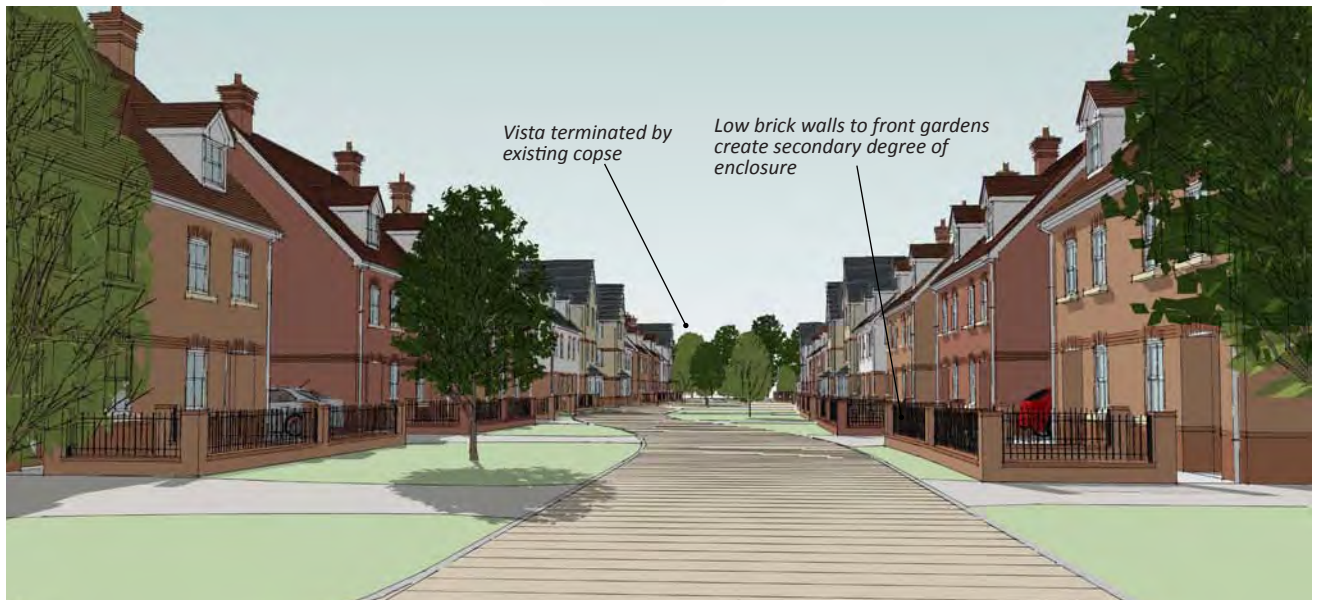 Vista terminated by
existing copse
Low brick walls to front gardens
create secondary degree of
enclosure